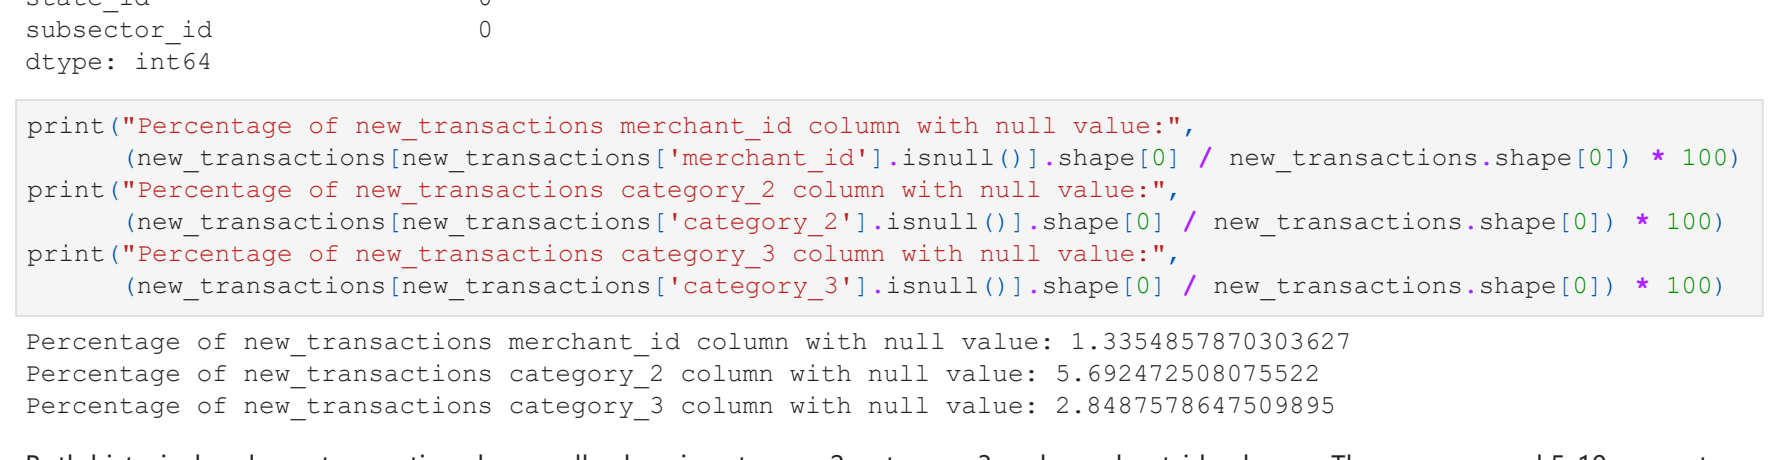 state_id                    0
subsector_id                0
dtype: int64
print("Percentage of new_transactions merchant_id column with null value:",
      (new_transactions[new_transactions['merchant_id'].isnull()].shape[0] / new_transactions.shape[0]) * 100)
print("Percentage of new_transactions category_2 column with null value:",
      (new_transactions[new_transactions['category_2'].isnull()].shape[0] / new_transactions.shape[0]) * 100)
print("Percentage of new_transactions category_3 column with null value:",
      (new_transactions[new_transactions['category_3'].isnull()].shape[0] / new_transactions.shape[0]) * 100)
Percentage of new_transactions merchant_id column with null value: 1.3354857870303627
Percentage of new_transactions category_2 column with null value: 5.692472508075522
Percentage of new_transactions category_3 column with null value: 2.8487578647509895